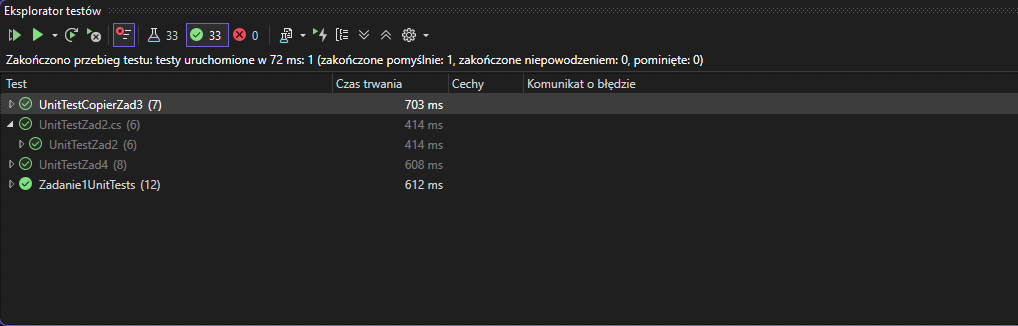 Eksplorator testów
33 33 0
Zakończono przebieg testu: testy uruchomione w 72 ms: 1 (zakończone pomyślnie: 1, zakończone niepowodzeniem: 0, pominięte: 0)
Test Czas trwania Cechy Komunikat o błędzie
UnitTestCopierZad3 (7) 703 ms
UnitTestZad2.cs (6) 414 ms
UnitTestZad2 (6) 414 ms
UnitTestZad4 (8) 608 ms
Zadanie1UnitTests (12) 612 ms